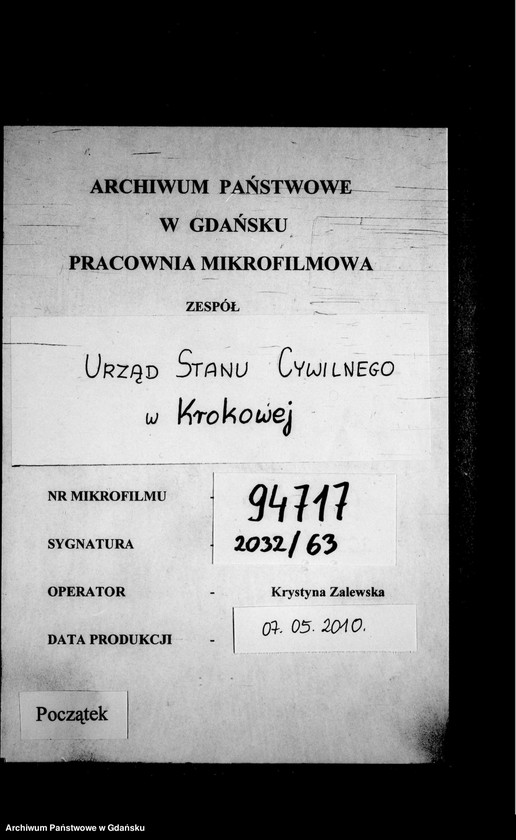 ARCHIWUM PAŃSTWOWE
W GDAŃSKU
PRACOWNIA MIKROFILMOWA
ZESPÓŁ
URZĄD STANU CYWILNEGO
w Krokowej
NR MIKROFILMU - 94717
SYGNATURA - 2032/63
OPERATOR - Krystyna Zalewska
DATA PRODUKCJI - 07. 05. 2010.
Początek
Archiwum Państwowe w Gdańsku